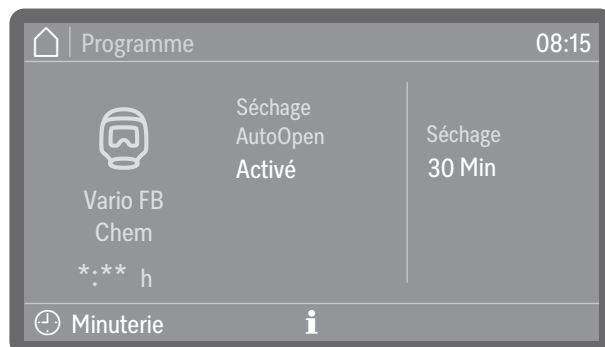 Programme
08:15
Vario FB
Chem
*:** h
Séchage
AutoOpen
Activé
Séchage
30 Min
Minuterie
i